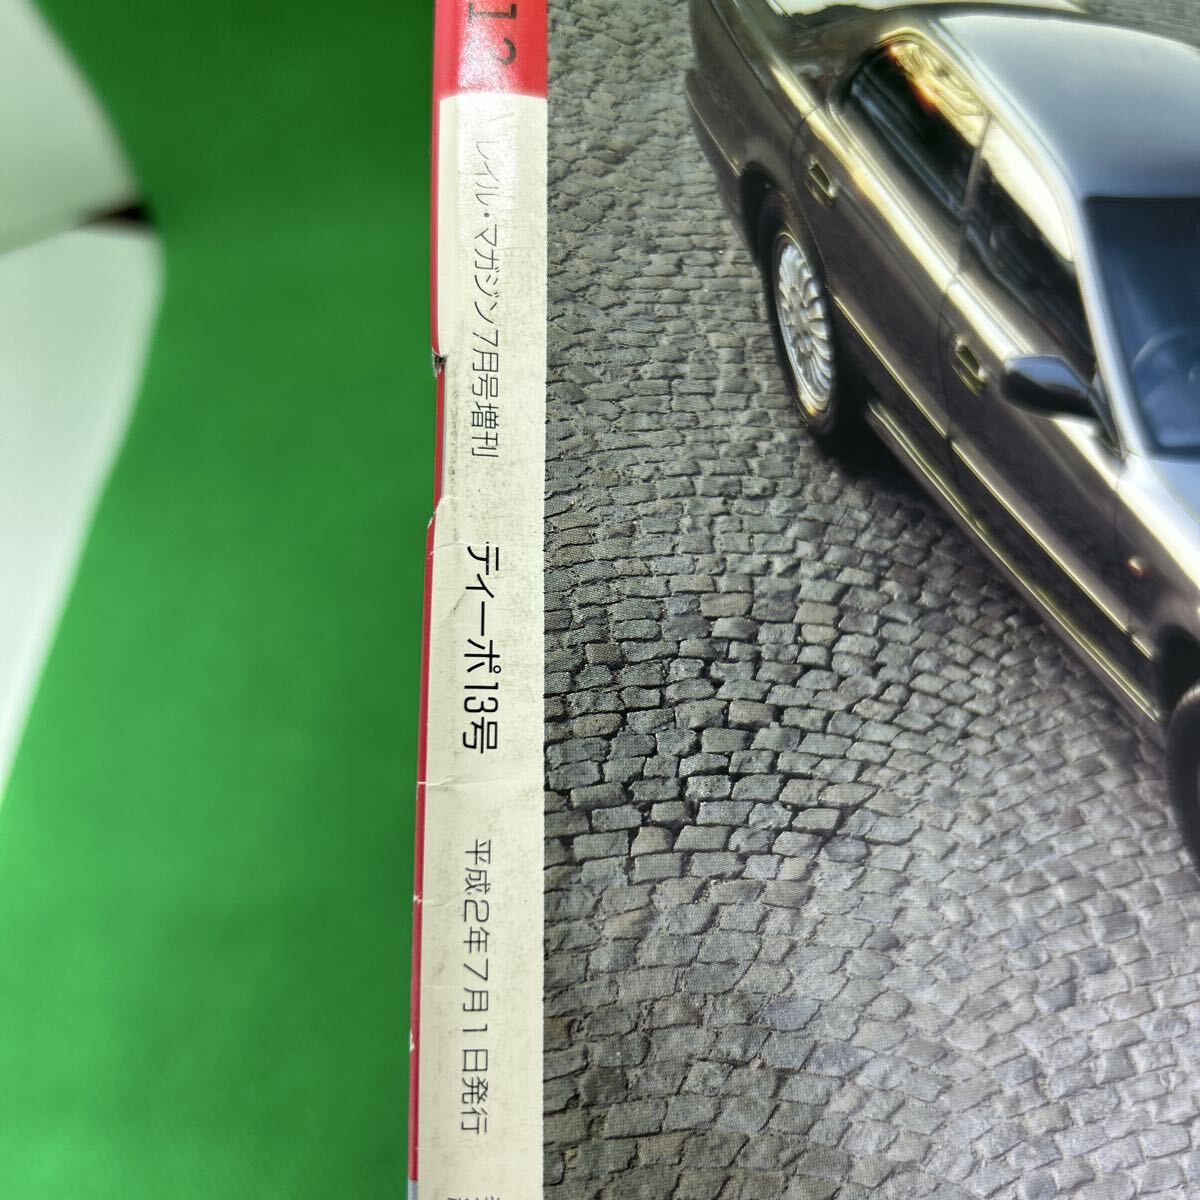 12
レイル・マガジン7月号増刊
ティーポ13号
平成2年7月1日発行